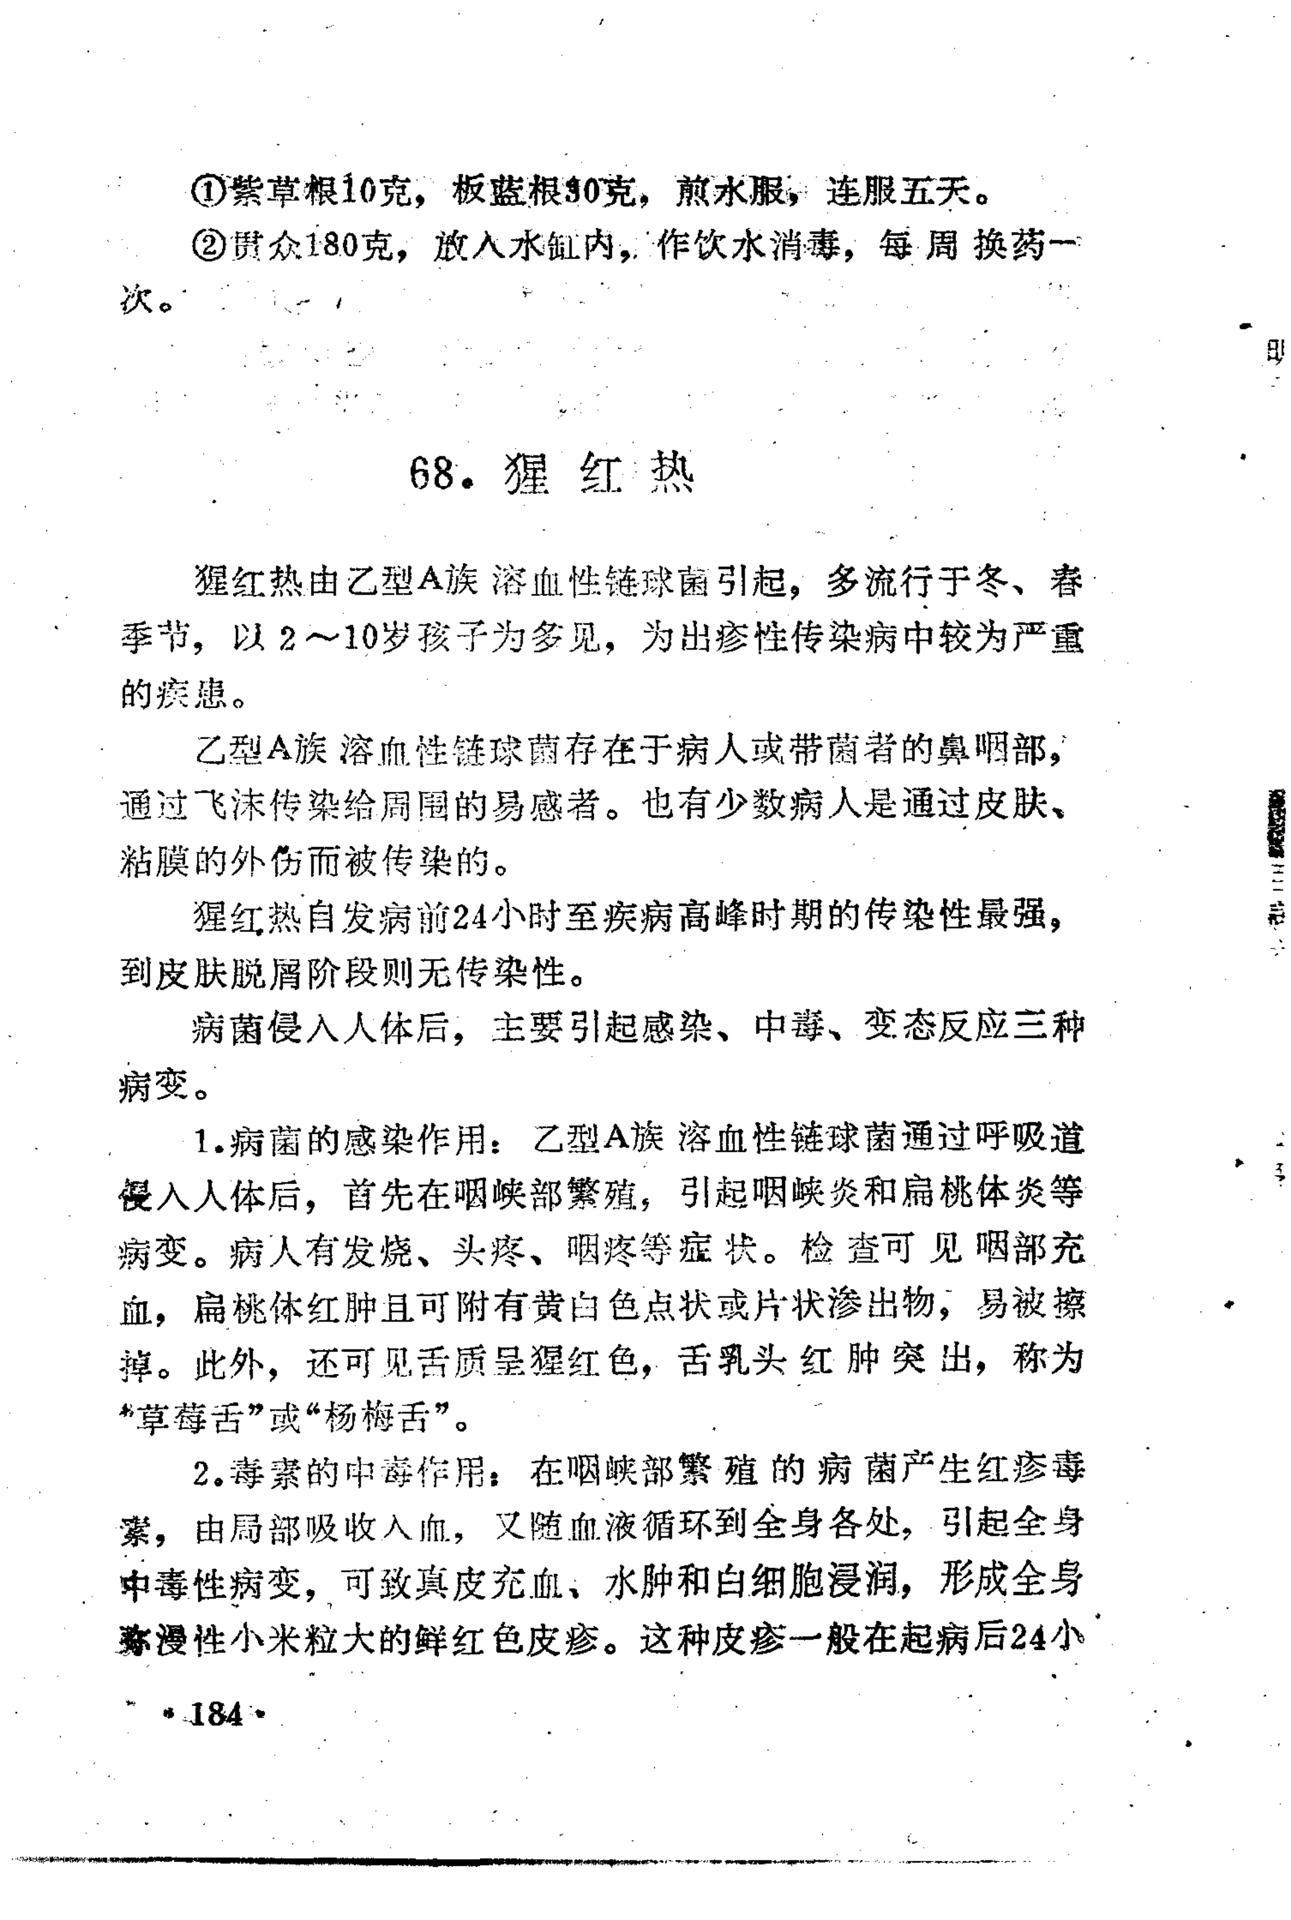 ①紫草根10克，板蓝根30克，煎水服，连服五天。
②贯众180克，放入水缸内，作饮水消毒，每周换药一
次。
68．猩红热
猩红热由乙型A族溶血性链球菌引起，多流行于冬、春
季节，以2～10岁孩子为多见，为出疹性传染病中较为严重
的疾患。
乙型A族溶血性链球菌存在于病人或带菌者的鼻咽部，
通过飞沫传染给周围的易感者。也有少数病人是通过皮肤、
粘膜的外伤而被传染的。
猩红热自发病前24小时至疾病高峰时期的传染性最强，
到皮肤脱屑阶段则无传染性。
病菌侵入人体后，主要引起感染、中毒、变态反应三种
病变。
1．病菌的感染作用：乙型A族溶血性链球菌通过呼吸道
侵入人体后，首先在咽峡部繁殖，引起咽峡炎和扁桃体炎等
病变。病人有发烧、头疼、咽疼等症状。检查可见咽部充
血，扁桃体红肿且可附有黄白色点状或片状渗出物，易被擦
掉。此外，还可见舌质呈猩红色，舌乳头红肿突出，称为
“草莓舌”或“杨梅舌”。
2．毒素的中毒作用：在咽峡部繁殖的病菌产生红疹毒
素，由局部吸收入血，又随血液循环到全身各处，引起全身
中毒性病变，可致真皮充血、水肿和白细胞浸润，形成全身
弥漫性小米粒大的鲜红色皮疹。这种皮疹一般在起病后24小
·184·